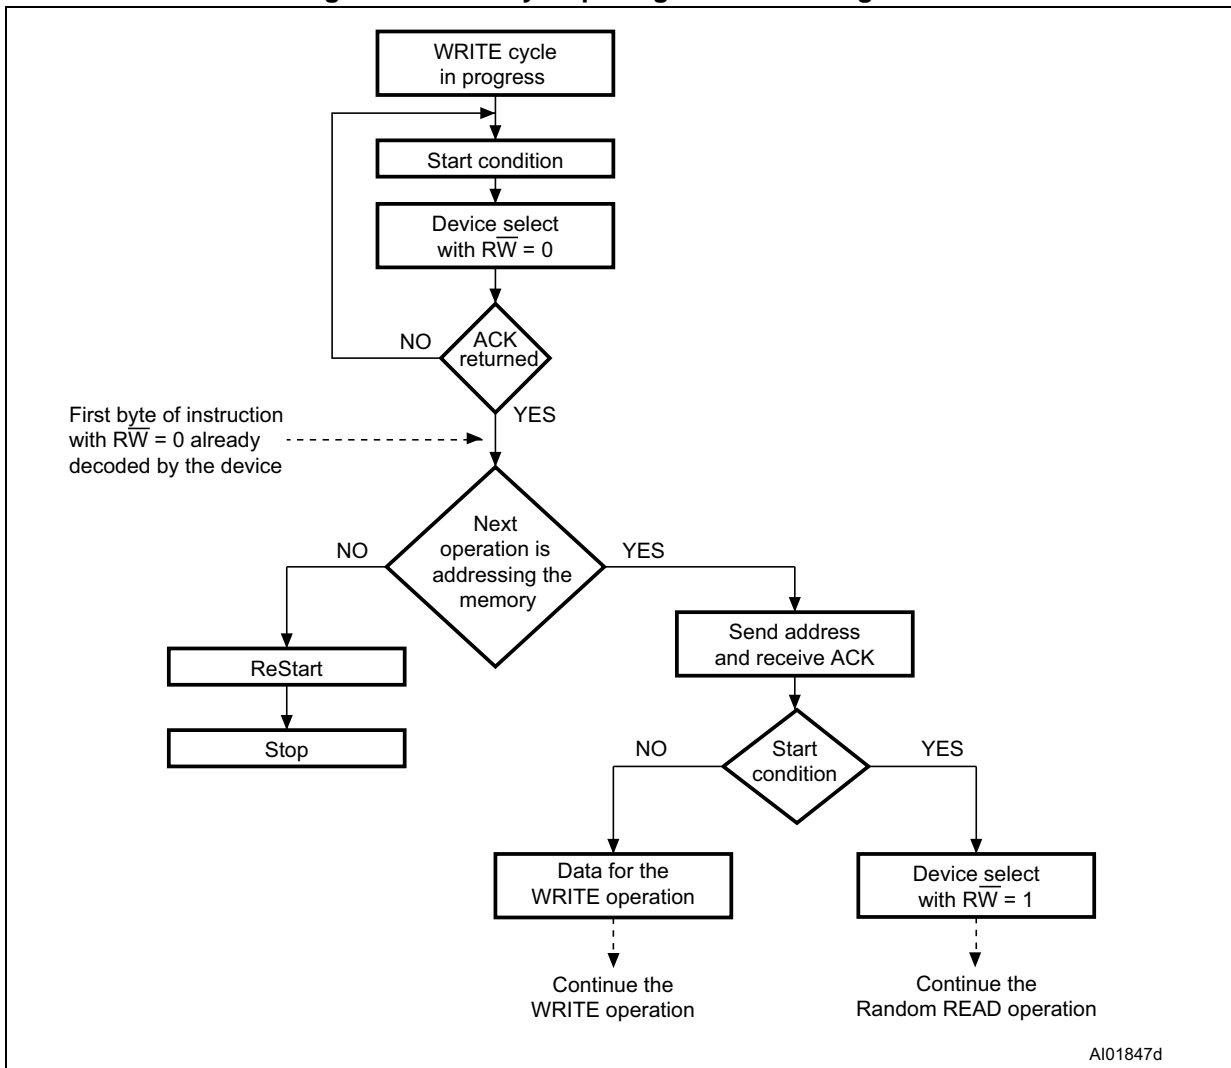 WRITE cycle
in progress
Start condition
Device select
with RW̅ = 0
NO
ACK
returned
YES
First byte of instruction
with RW̅ = 0 already
decoded by the device
Next
operation is
addressing the
memory
NO
YES
ReStart
Stop
Send address
and receive ACK
Start
condition
NO
YES
Data for the
WRITE operation
Device select
with RW̅ = 1
Continue the
WRITE operation
Continue the
Random READ operation
AI01847d